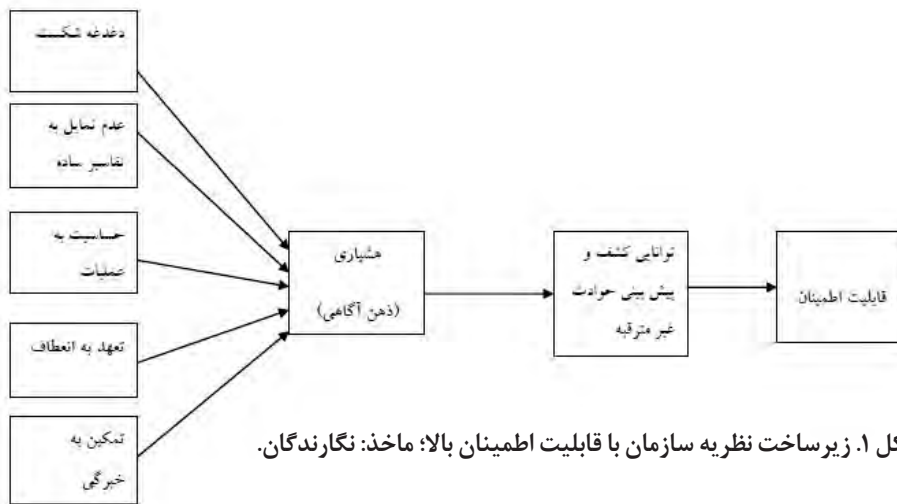 دغدغه شکست
عدم تمایل به
تفاسیر ساده
حساسیت به
عملیات
تعهد به انعطاف
تمکین به
خبرگی
هشیاری
(ذهن آگاهی)
توانایی کشف و
پیش بینی حوادث
غیر مترقبه
قابلیت اطمینان
کل ۱. زیرساخت نظریه سازمان با قابلیت اطمینان بالا؛ ماخذ: نگارندگان.